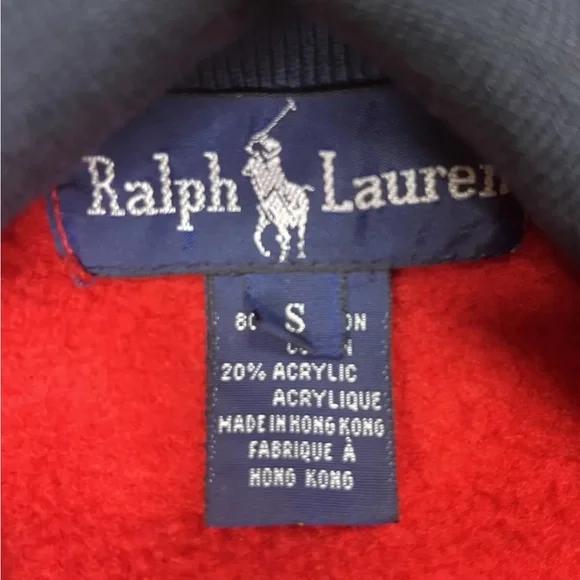 Ralph Lauren
S
20% ACRYLIC
ACRYLIQUE
MADE IN HONG KONG
FABRIQUE À
HONG KONG